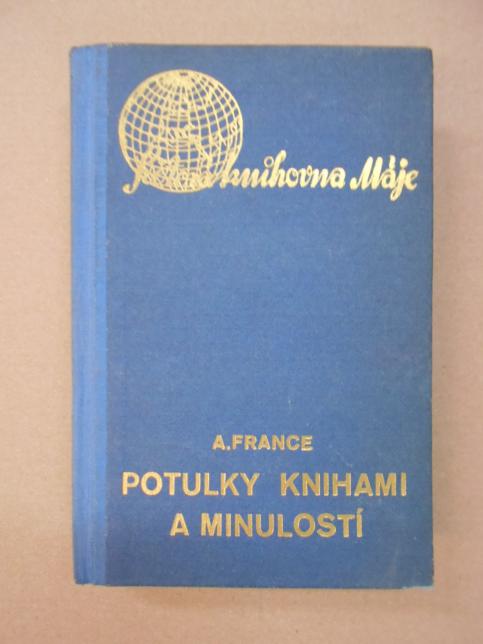 knihovna Máje
A.FRANCE
POTULKY KNIHAMI
A MINULOSTÍ